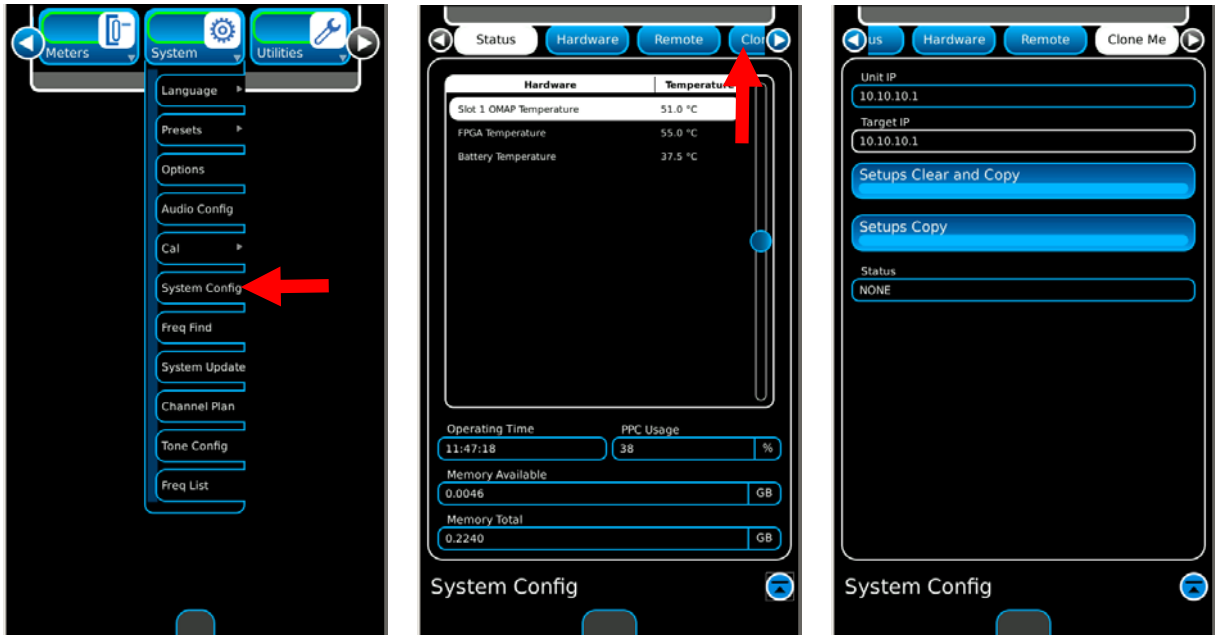 Meters
System
Utilities
Language
Presets
Options
Audio Config
Cal
System Config
Freq Find
System Update
Channel Plan
Tone Config
Freq List
Status Hardware Remote Clon
Hardware Temperature
Slot 1 OMAP Temperature 51.0 °C
FPGA Temperature 55.0 °C
Battery Temperature 37.5 °C
Operating Time PPC Usage
11:47:18 38 %
Memory Available
0.0046 GB
Memory Total
0.2240 GB
System Config
us Hardware Remote Clone Me
Unit IP
10.10.10.1
Target IP
10.10.10.1
Setups Clear and Copy
Setups Copy
Status
NONE
System Config